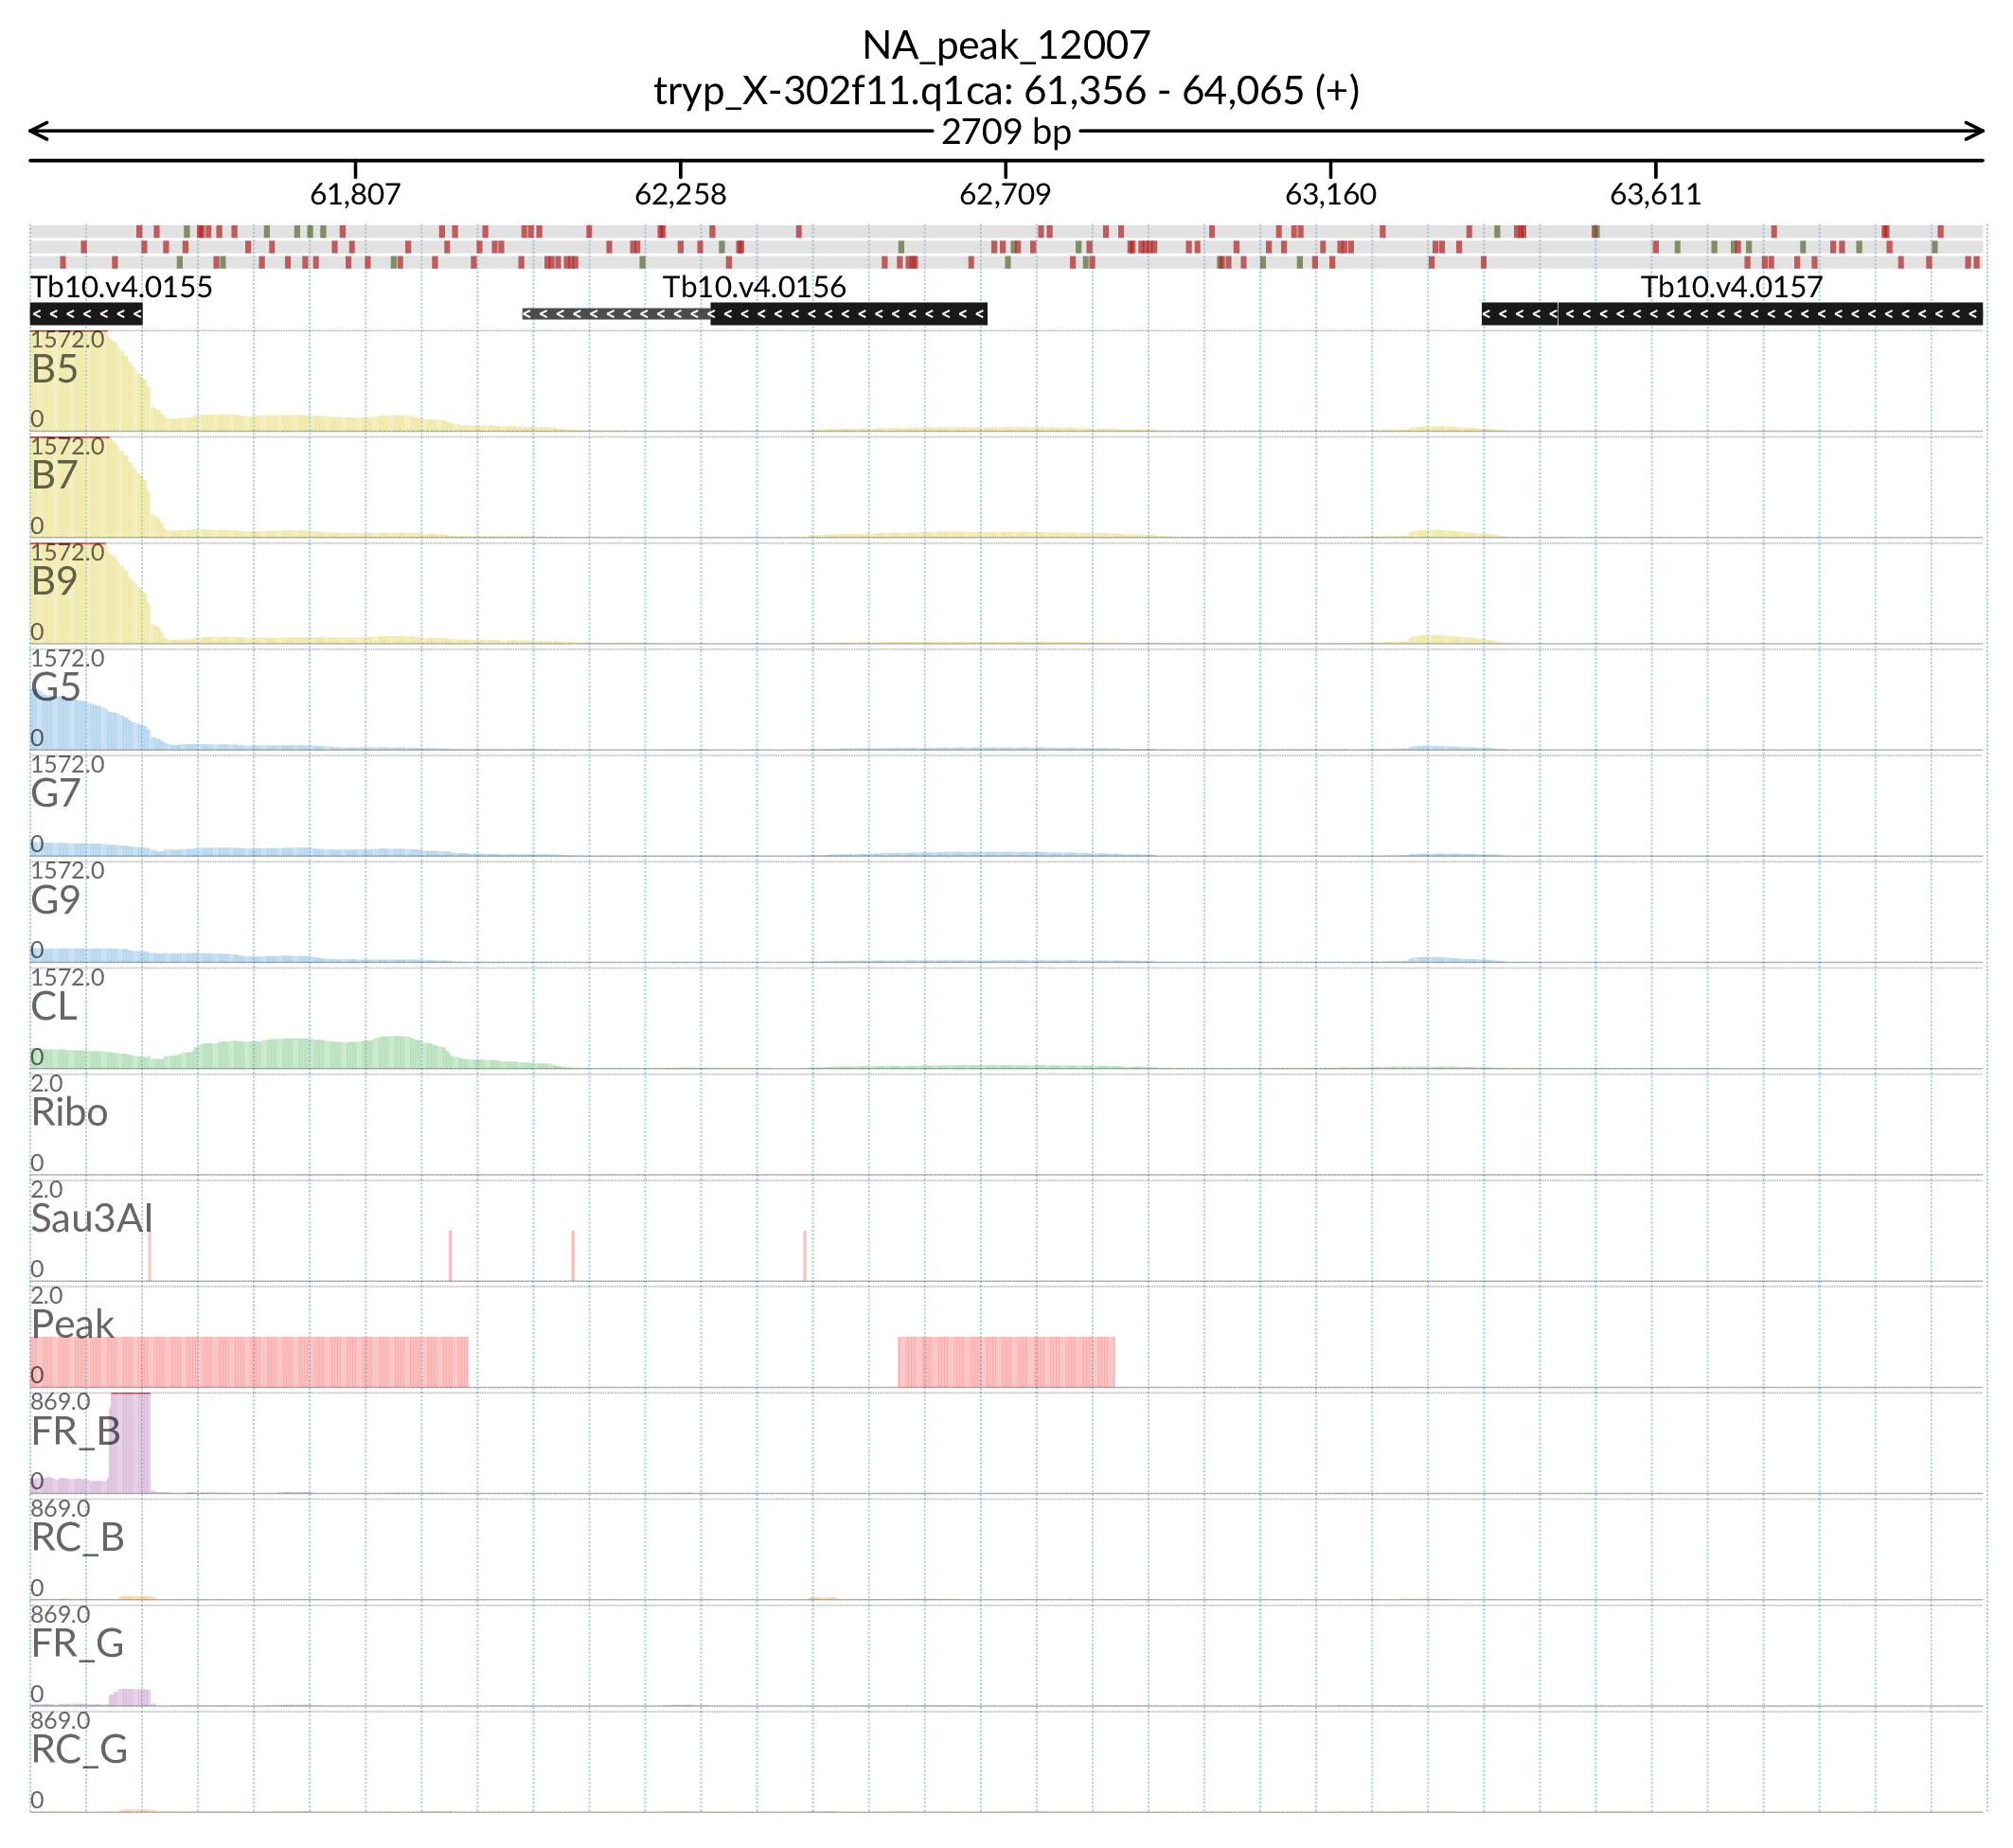 NA_peak_12007
tryp_X-302f11.q1ca: 61,356 - 64,065 (+)
2709 bp
61,807 62,258 62,709 63,160 63,611
Tb10.v4.0155 Tb10.v4.0156 Tb10.v4.0157
1572.0
B5
0
1572.0
B7
0
1572.0
B9
0
1572.0
G5
0
1572.0
G7
0
1572.0
G9
0
1572.0
CL
0
2.0
Ribo
0
2.0
Sau3AI
0
2.0
Peak
0
869.0
FR_B
0
869.0
RC_B
0
869.0
FR_G
0
869.0
RC_G
0